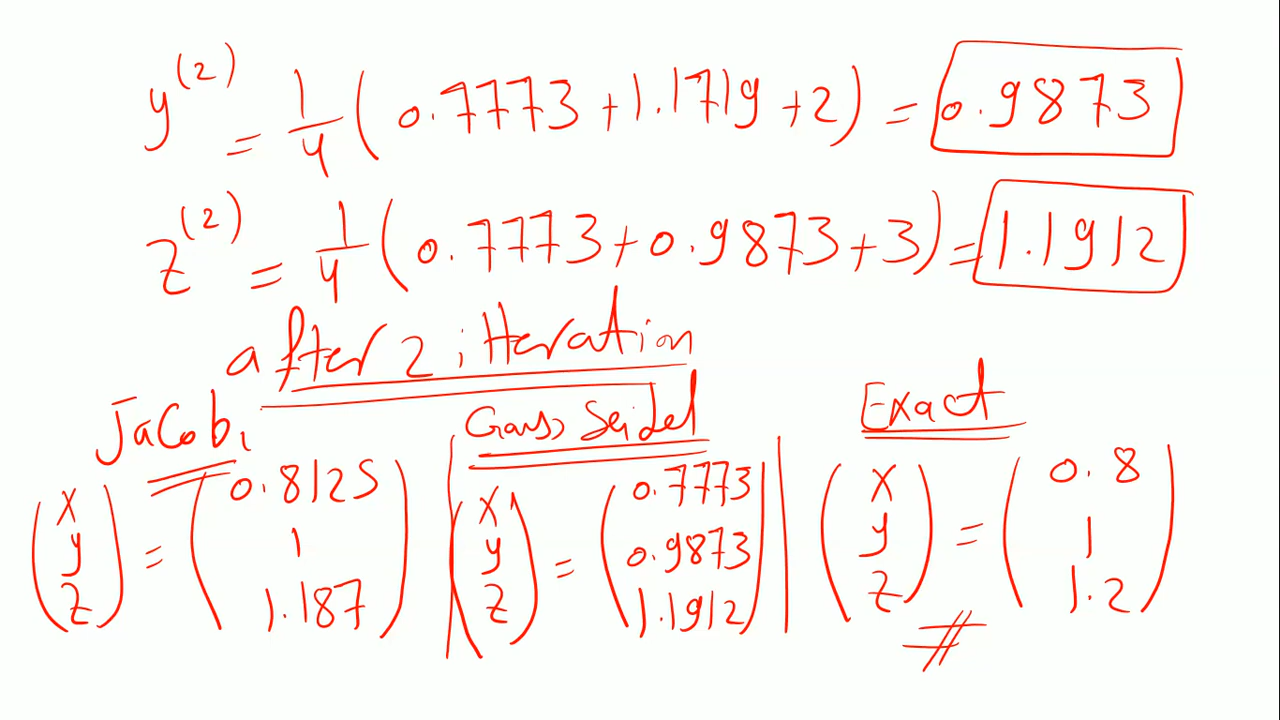 y⁽²⁾ = 1/4 (0.7773 + 1.1719 + 2) = 0.9873
z⁽²⁾ = 1/4 (0.7773 + 0.9873 + 3) = 1.1912
after 2 itteration
Jacobi | Gauss Seidel | Exact
(x y z) = (0.8125 1 1.187) | (x y z) = (0.7773 0.9873 1.1912) | (x y z) = (0.8 1 1.2)
#